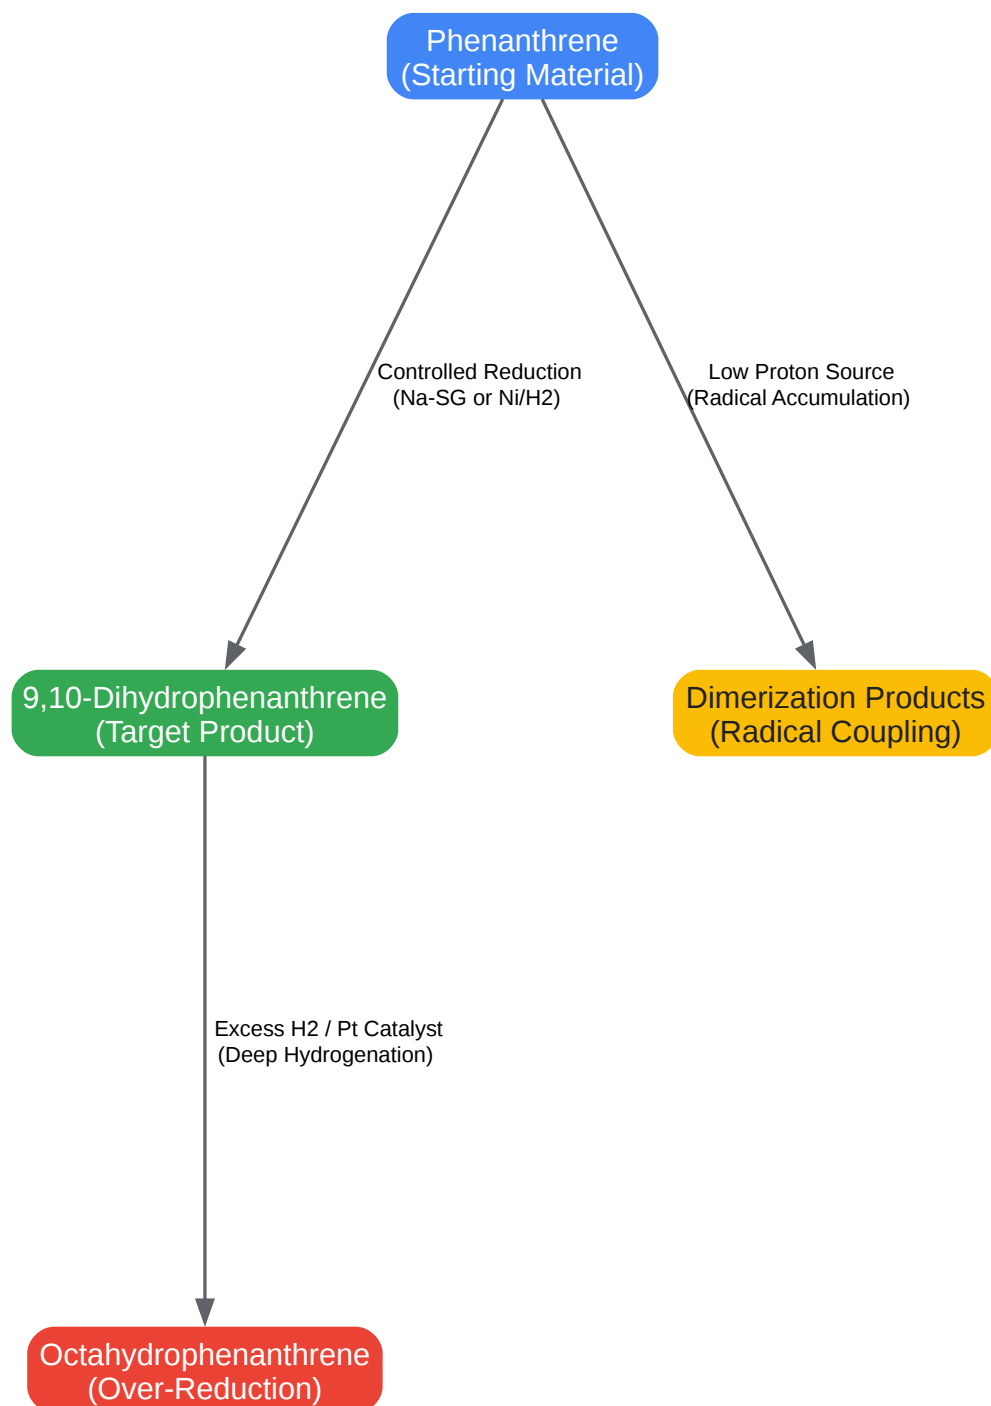 Phenanthrene
(Starting Material)
Controlled Reduction
(Na-SG or Ni/H2)
Low Proton Source
(Radical Accumulation)
9,10-Dihydrophenanthrene
(Target Product)
Dimerization Products
(Radical Coupling)
Excess H2 / Pt Catalyst
(Deep Hydrogenation)
Octahydrophenanthrene
(Over-Reduction)